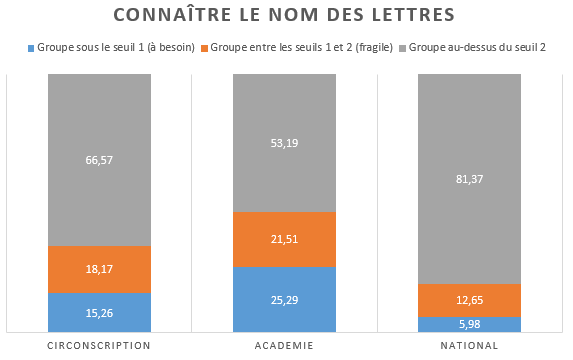 CONNAÎTRE LE NOM DES LETTRES
Groupe sous le seuil 1 (à besoin) Groupe entre les seuils 1 et 2 (fragile) Groupe au-dessus du seuil 2
66,57 53,19 81,37
18,17 21,51 12,65
15,26 25,29 5,98
CIRCONSCRIPTION ACADEMIE NATIONAL